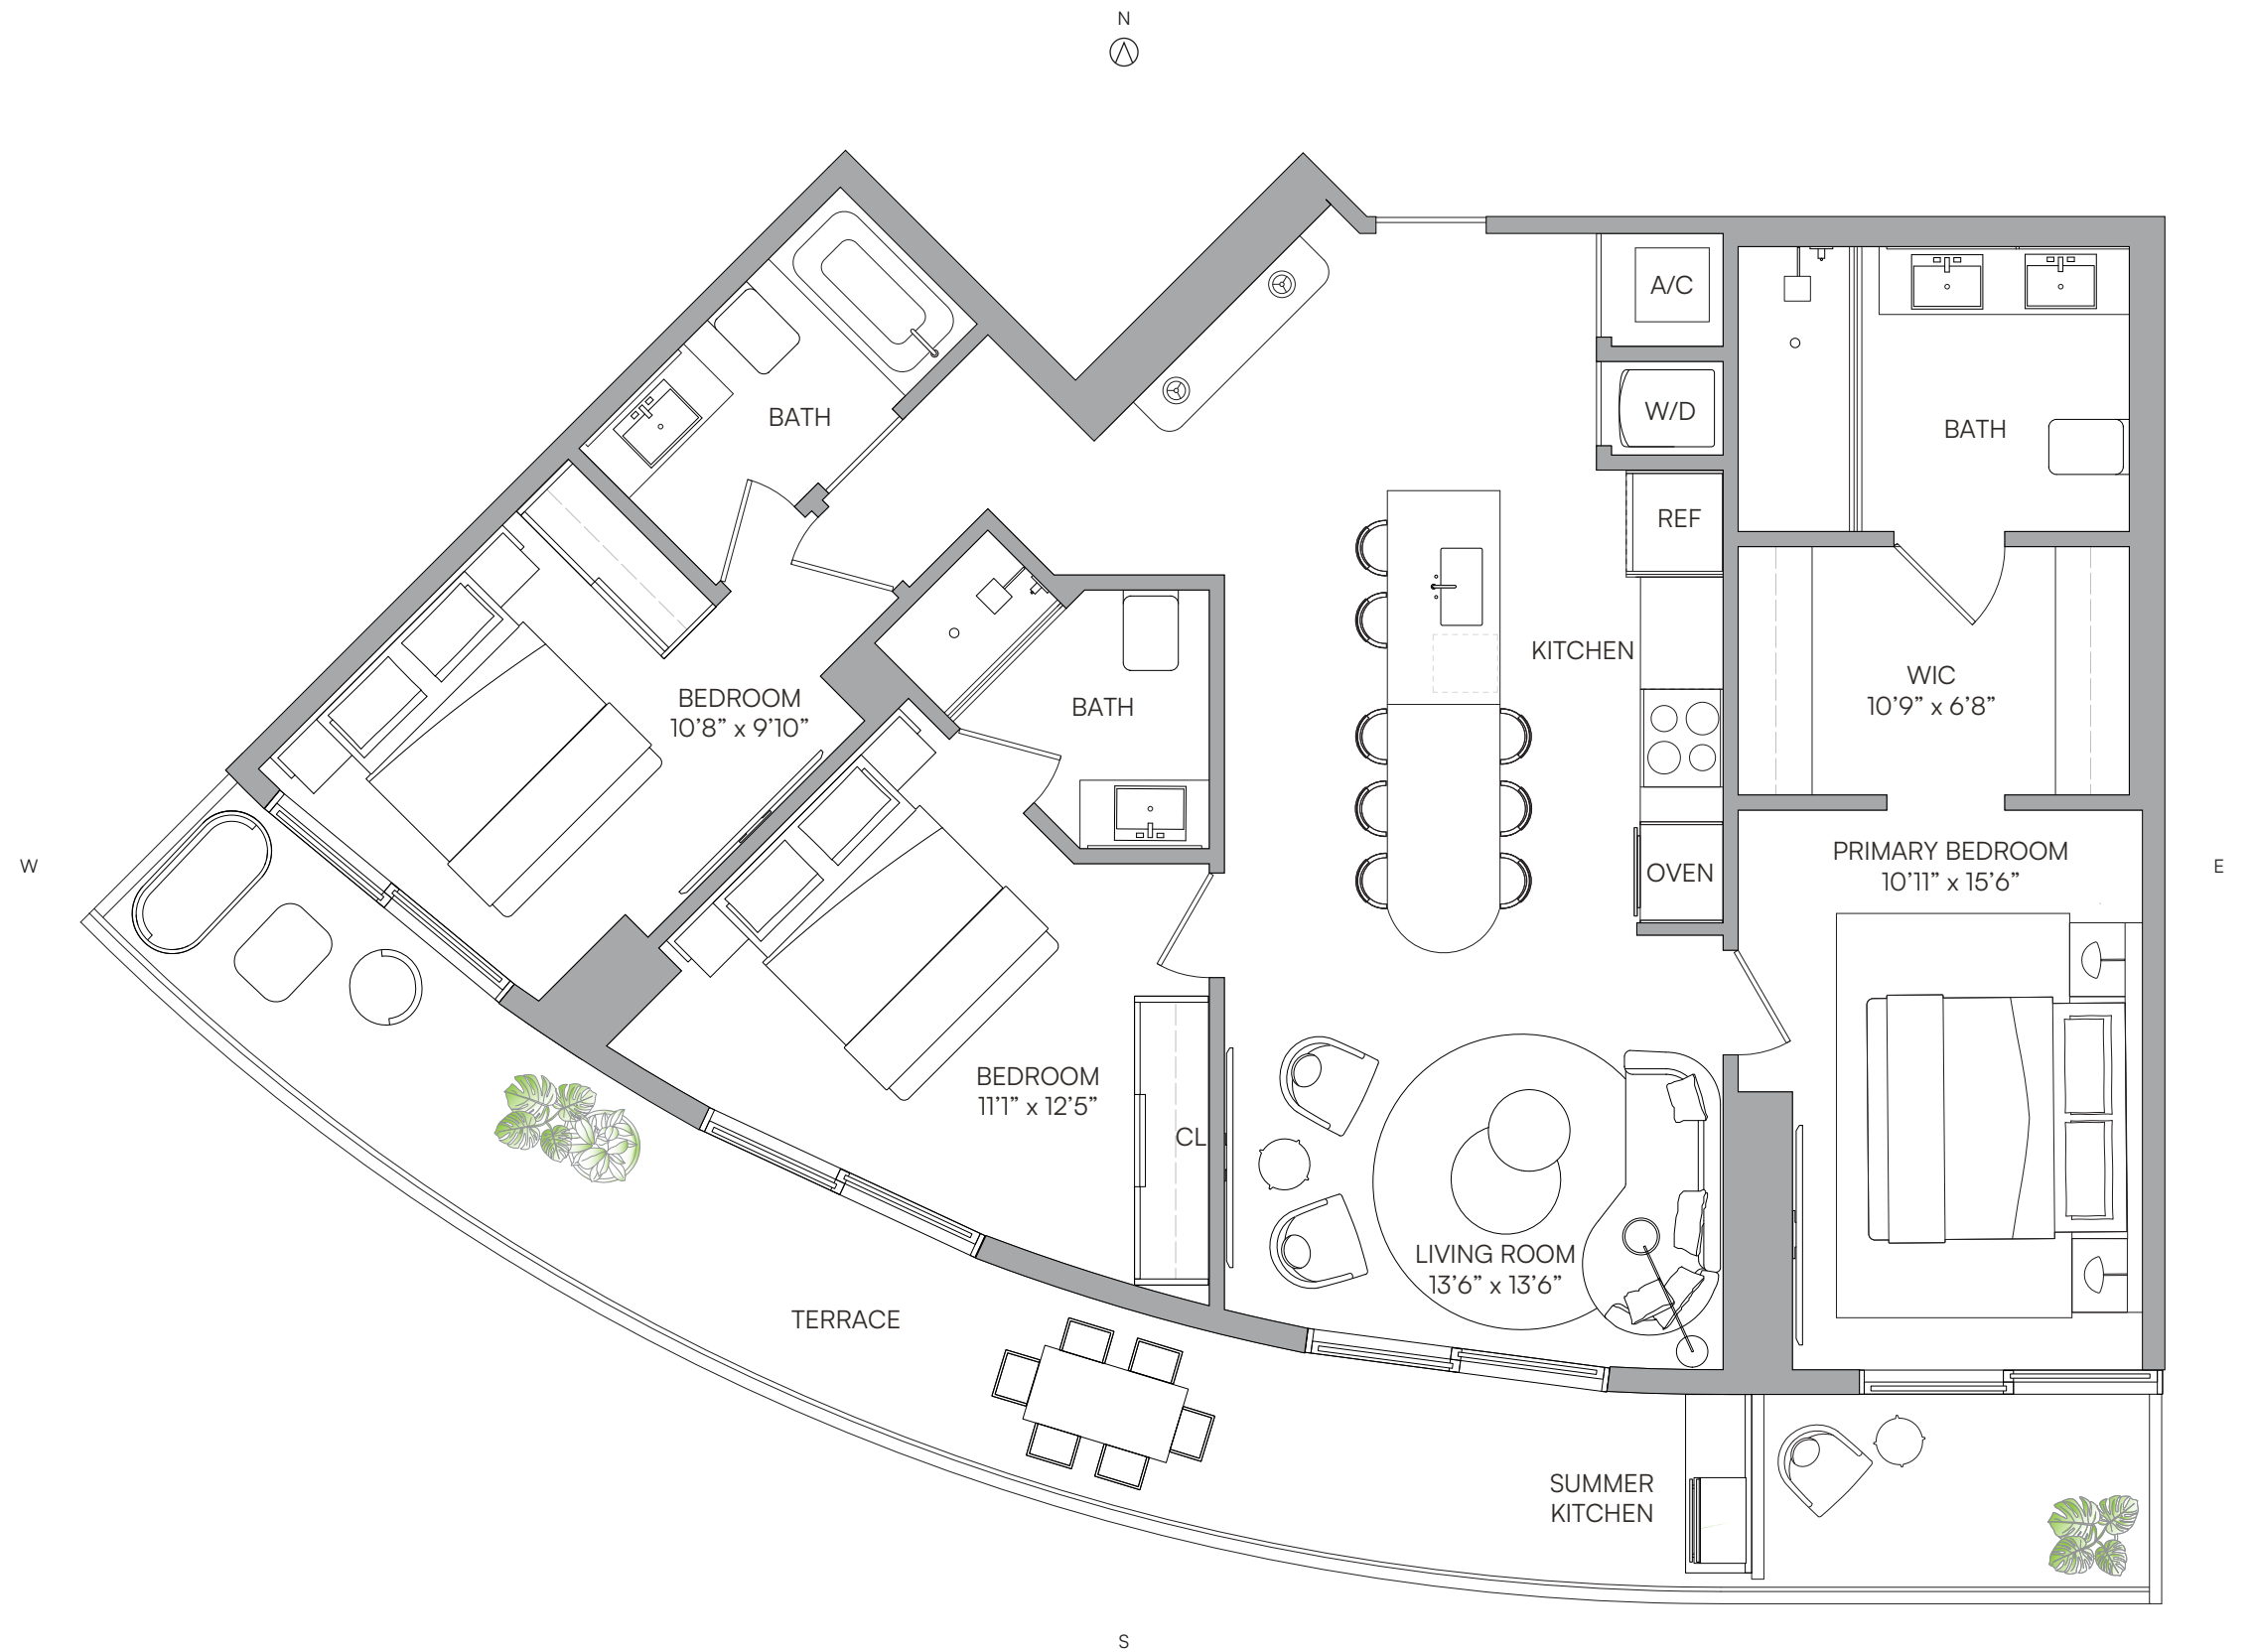 N
A/C
W/D
BATH
BATH
REF
KITCHEN
WIC
10’9” x 6’8”
BEDROOM
10’8” x 9’10”
BATH
W
E
PRIMARY BEDROOM
10’11” x 15’6”
OVEN
BEDROOM
11’1” x 12’5”
CL
LIVING ROOM
13’6” x 13’6”
TERRACE
SUMMER
KITCHEN
S